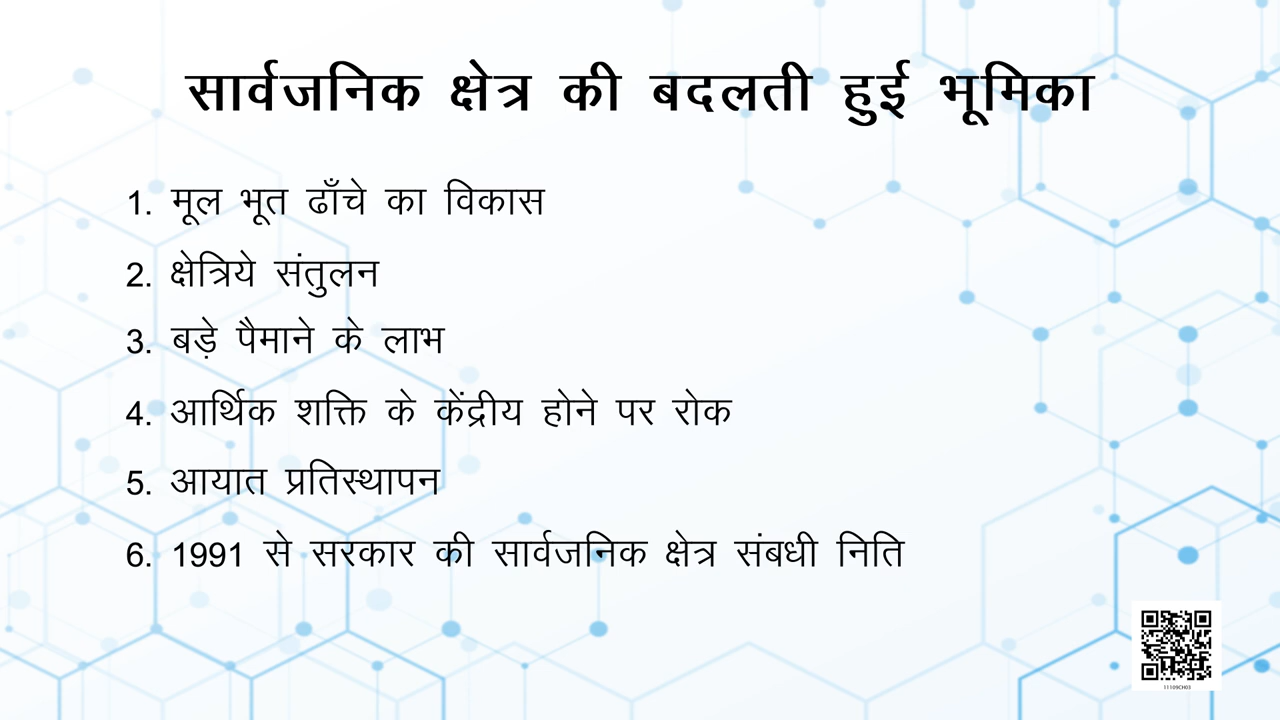 सार्वजनिक क्षेत्र की बदलती हुई भूमिका
1. मूल भूत ढाँचे का विकास
2. क्षेत्रिये संतुलन
3. बड़े पैमाने के लाभ
4. आर्थिक शक्ति के केंद्रीय होने पर रोक
5. आयात प्रतिस्थापन
6. 1991 से सरकार की सार्वजनिक क्षेत्र संबधी निति
11109CH03